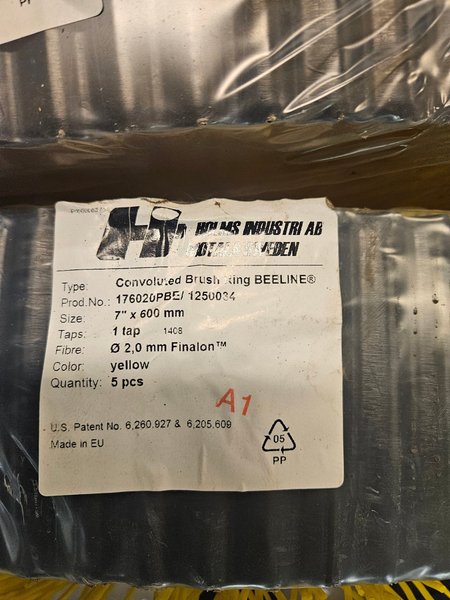 PP
HOLMS INDUSTRI AB
SWEDEN
Type: Convoluted Brush Ring BEELINE®
Prod.No.: 176020PBE/ 1250034
Size: 7" x 600 mm
Taps: 1 tap 1408
Fibre: Ø 2,0 mm Finalon™
Color: yellow
Quantity: 5 pcs
A1
U.S. Patent No. 6,260.927 & 6,205.609
Made in EU
05
PP